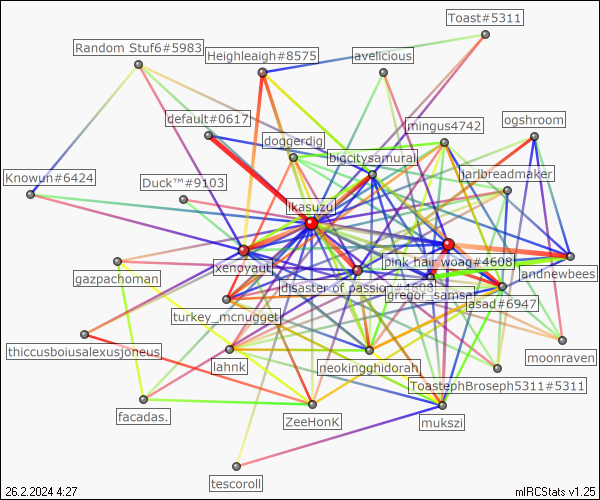 Toast#5311
Random Stuf6#5983
Heighleaigh#8575
avelicious
default#0617
mingus4742
ogshroom
doggerdig
bigcitysamurai
jarlbreadmaker
Knowun#6424
Duck™#9103
ikasuzu
xenoyaut
pink hair woag#4608
jandnewbees
gazpachoman
disaster of passion#4608
gregor_samsa
asad#6947
turkey_mcnugget
thiccusboiusalexusjoneus
lahnk
neokingghidorah
moonraven
ToastephBroseph5311#5311
facadas.
ZeeHonK
mukszi
tescoroll
26.2.2024 4:27
mIRCStats v1.25